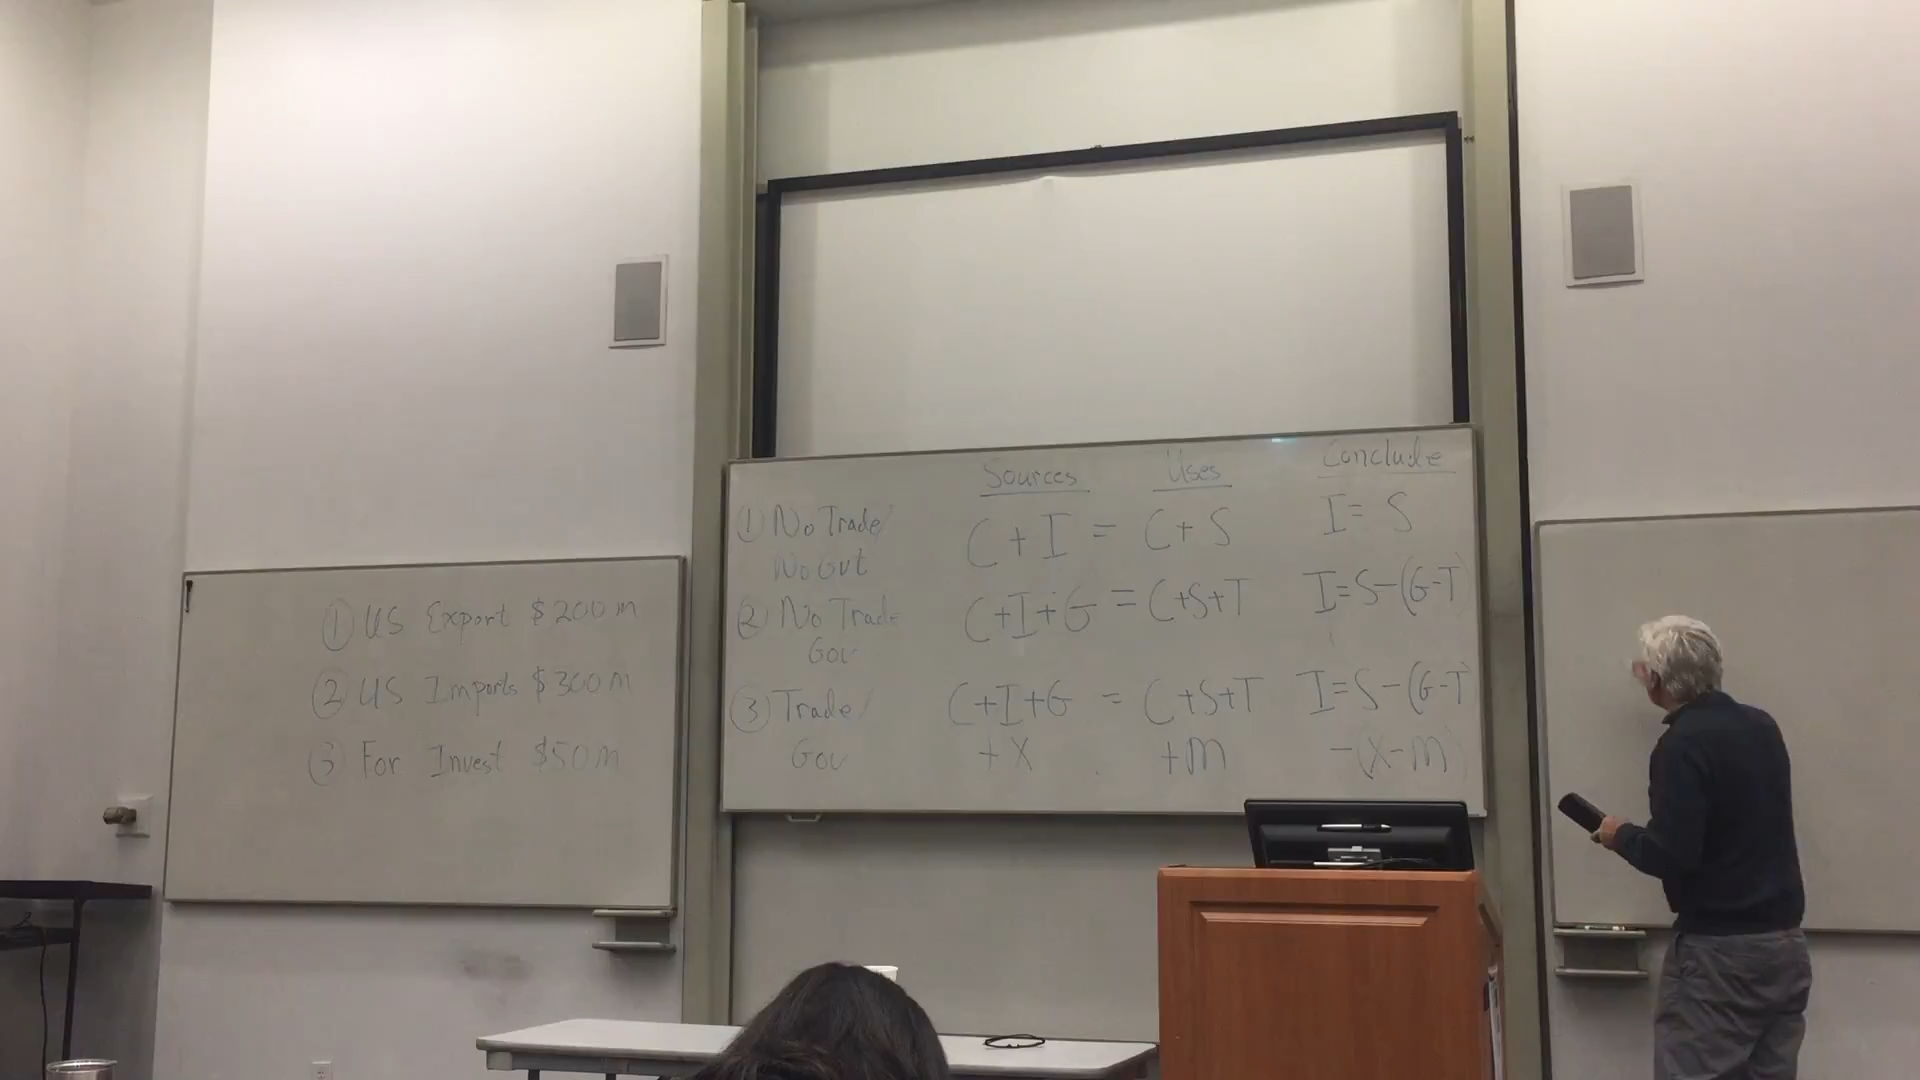 ① US Export $200m
② US Imports $300m
③ For Invest $50m
Sources Uses Conclude
① No Trade/ C+I = C+S I=S
No Gvt
② No Trade C+I+G = C+S+T I=S-(G-T)
Gov
③ Trade/ C+I+G = C+S+T I=S-(G-T)
Gov +X +m -(X-m)